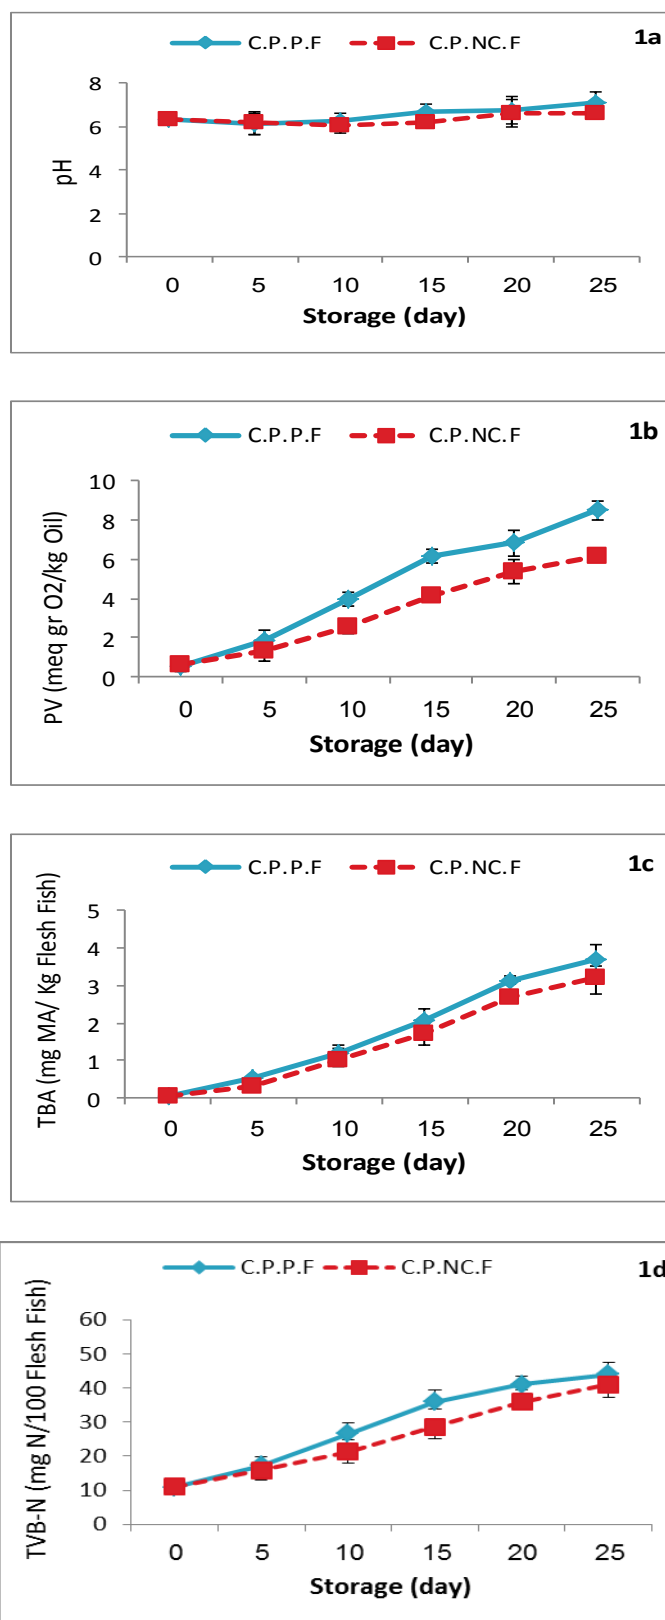 C.P.P.F C.P.NC.F 1a
8
6
4
2
0
pH
0 5 10 15 20 25
Storage (day)
C.P.P.F C.P.NC.F 1b
10
8
6
4
2
0
PV (meq gr O2/kg Oil)
0 5 10 15 20 25
Storage (day)
C.P.P.F C.P.NC.F 1c
5
4
3
2
1
0
TBA (mg MA/ Kg Flesh Fish)
0 5 10 15 20 25
Storage (day)
C.P.P.F C.P.NC.F 1d
60
50
40
30
20
10
0
TVB-N (mg N/100 Flesh Fish)
0 5 10 15 20 25
Storage (day)